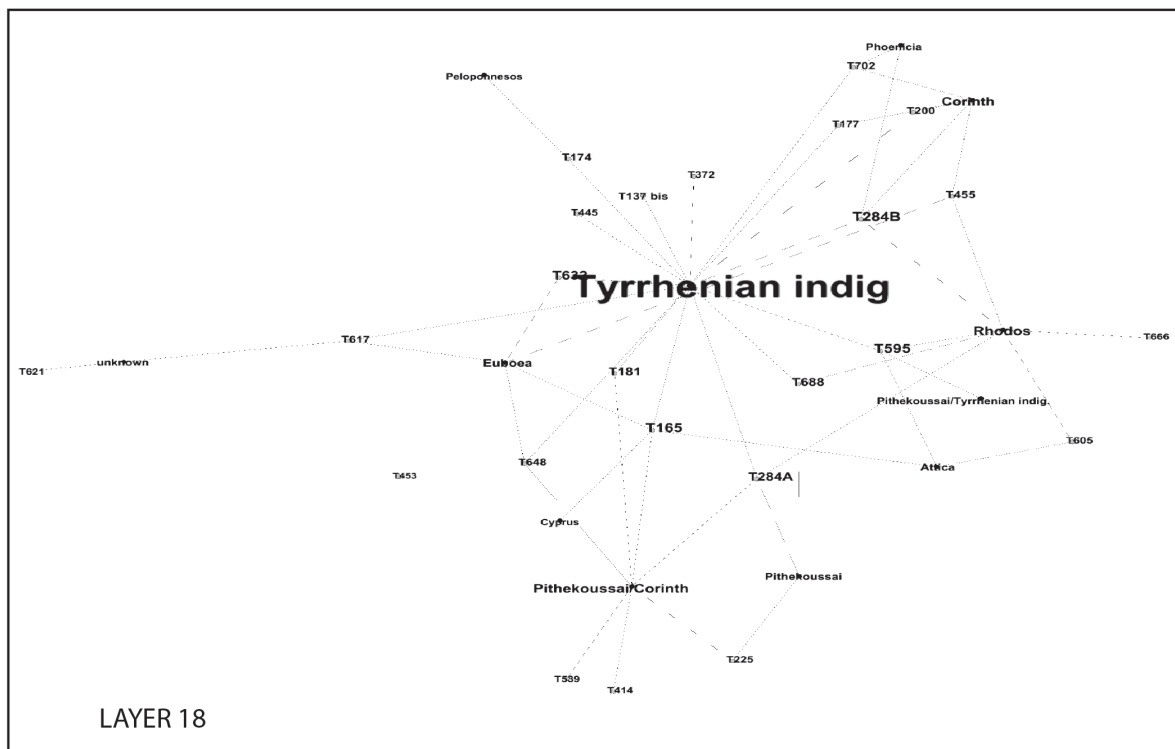 Phoenicia
T702
Peloponnesos
Corinth
T200
T177
T174
T372
T137 bis
T455
T445
T284B
T632
Tyrrhenian indig
Rhodos
T666
T617
T595
unknown
Euboea
T621
T181
T688
Pithekoussai/Tyrrhenian indig.
T165
T605
T648
Attica
T453
T284A
Cyprus
Pithekoussai
Pithekoussai/Corinth
T225
T539
T414
LAYER 18